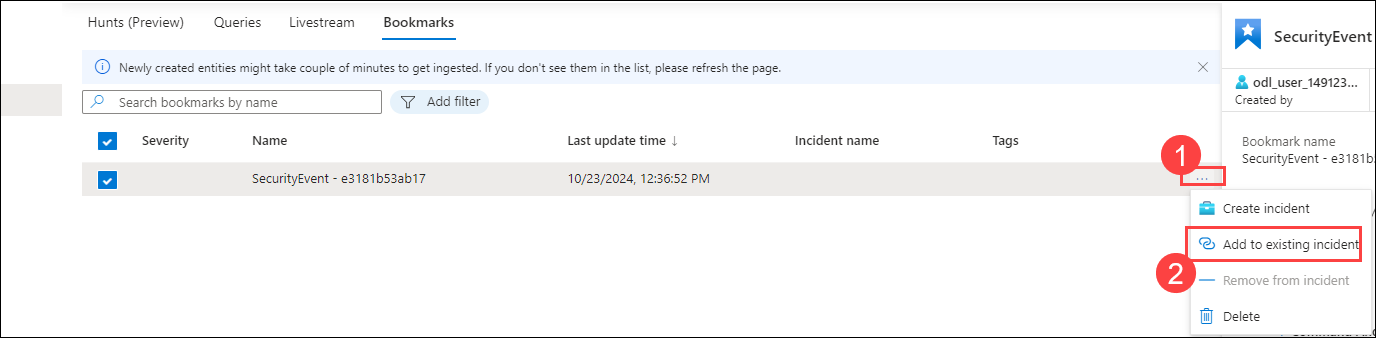 Hunts (Preview) Queries Livestream Bookmarks
SecurityEvent
Newly created entities might take couple of minutes to get ingested. If you don't see them in the list, please refresh the page.
Search bookmarks by name
Add filter
odl_user_149123...
Created by
Severity Name Last update time ↓ Incident name Tags
Bookmark name
SecurityEvent - e3181b
1
SecurityEvent - e3181b53ab17 10/23/2024, 12:36:52 PM ...
Create incident
Add to existing incident
2
Remove from incident
Delete